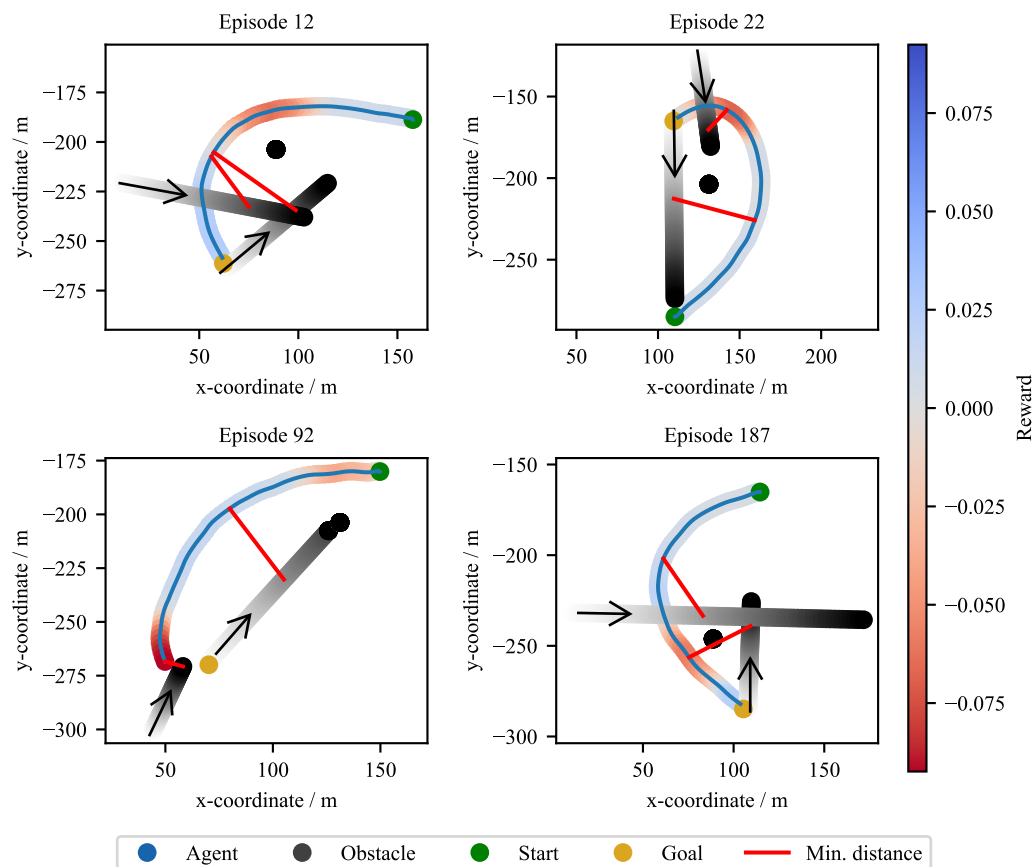 Episode 12
−175
−200
−225
−250
−275
y-coordinate / m
50
100
150
x-coordinate / m
Episode 22
−150
−200
−250
y-coordinate / m
50
100
150
200
x-coordinate / m
Episode 92
−175
−200
−225
−250
−275
−300
y-coordinate / m
50
100
150
x-coordinate / m
Episode 187
−150
−200
−250
−300
y-coordinate / m
50
100
150
x-coordinate / m
0.075
0.050
0.025
0.000
−0.025
−0.050
−0.075
Reward
Agent Obstacle Start Goal Min. distance